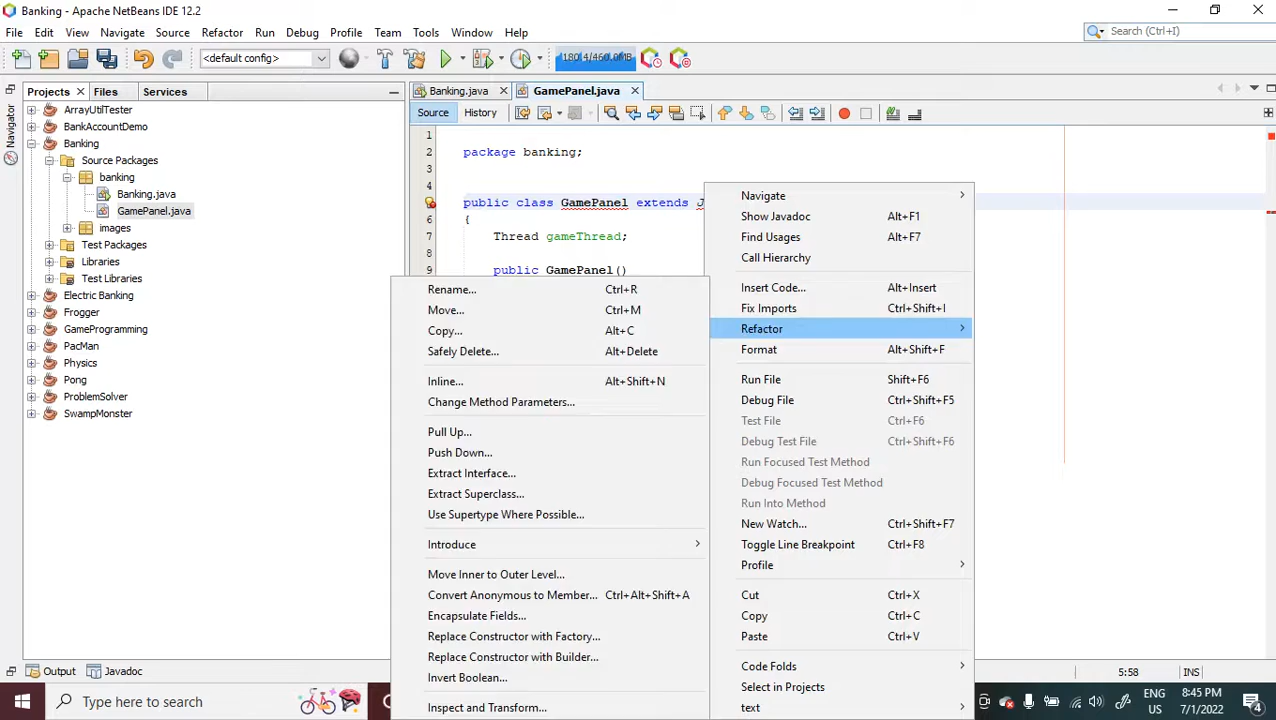 Banking - Apache NetBeans IDE 12.2
File Edit View Navigate Source Refactor Run Debug Profile Team Tools Window Help
Search (Ctrl+I)
<default config>
180.4/460.0MB
Projects Files Services
Banking.java GamePanel.java
Source History
Navigator
ArrayUtilTester
BankAccountDemo
Banking
Source Packages
banking
Banking.java
GamePanel.java
images
Test Packages
Libraries
Test Libraries
Electric Banking
Frogger
GameProgramming
PacMan
Physics
Pong
ProblemSolver
SwampMonster
1
2 package banking;
3
4
public class GamePanel extends J
6 {
7 Thread gameThread;
8
9 public GamePanel()
Rename... Ctrl+R
Move... Ctrl+M
Copy... Alt+C
Safely Delete... Alt+Delete
Inline... Alt+Shift+N
Change Method Parameters...
Pull Up...
Push Down...
Extract Interface...
Extract Superclass...
Use Supertype Where Possible...
Introduce
Move Inner to Outer Level...
Convert Anonymous to Member... Ctrl+Alt+Shift+A
Encapsulate Fields...
Replace Constructor with Factory...
Replace Constructor with Builder...
Invert Boolean...
Inspect and Transform...
Navigate
Show Javadoc Alt+F1
Find Usages Alt+F7
Call Hierarchy
Insert Code... Alt+Insert
Fix Imports Ctrl+Shift+I
Refactor
Format Alt+Shift+F
Run File Shift+F6
Debug File Ctrl+Shift+F5
Test File Ctrl+F6
Debug Test File Ctrl+Shift+F6
Run Focused Test Method
Debug Focused Test Method
Run Into Method
New Watch... Ctrl+Shift+F7
Toggle Line Breakpoint Ctrl+F8
Profile
Cut Ctrl+X
Copy Ctrl+C
Paste Ctrl+V
Code Folds
Select in Projects
text
Output Javadoc
5:58 INS
Type here to search
ENG
US
8:45 PM
7/1/2022
4